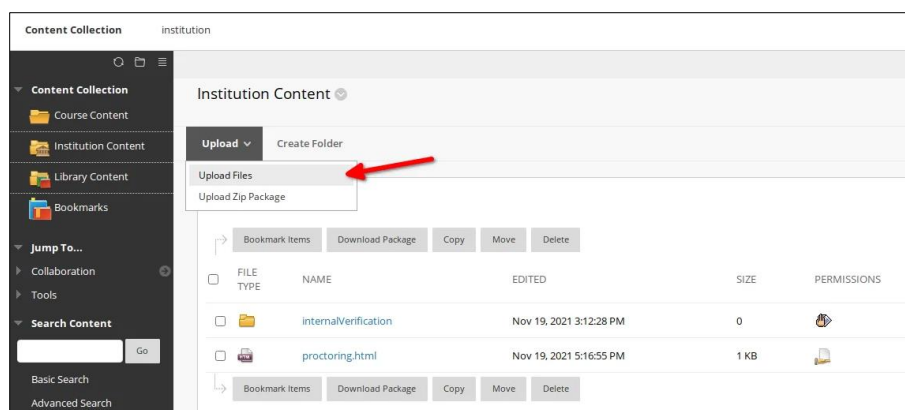 Content Collection institution
Content Collection
Course Content
Institution Content
Library Content
Bookmarks
Jump To...
Collaboration
Tools
Search Content
Go
Basic Search
Advanced Search
Institution Content
Upload Create Folder
Upload Files
Upload Zip Package
Bookmark Items Download Package Copy Move Delete
FILE TYPE NAME EDITED SIZE PERMISSIONS
internalVerification Nov 19, 2021 3:12:28 PM 0
proctoring.html Nov 19, 2021 5:16:55 PM 1 KB
Bookmark Items Download Package Copy Move Delete